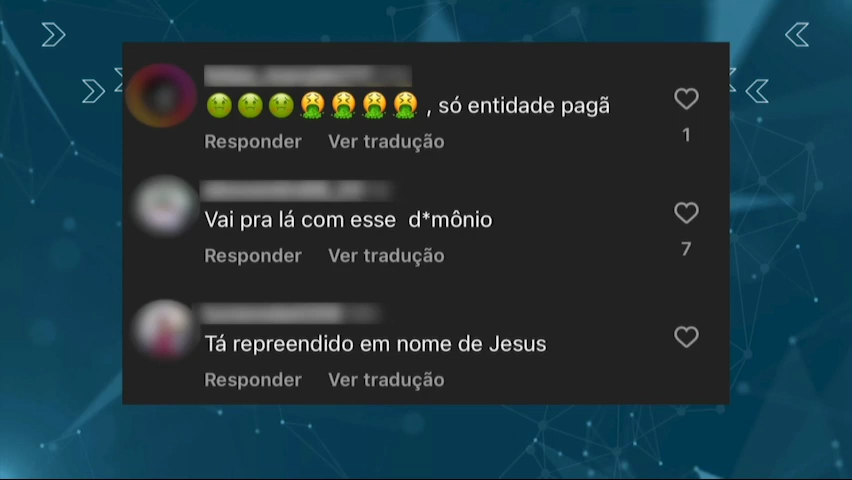 🤢🤢🤢🤮🤮🤮🤮 , só entidade pagã
Responder Ver tradução
1
Vai pra lá com esse d*mônio
Responder Ver tradução
7
Tá repreendido em nome de Jesus
Responder Ver tradução